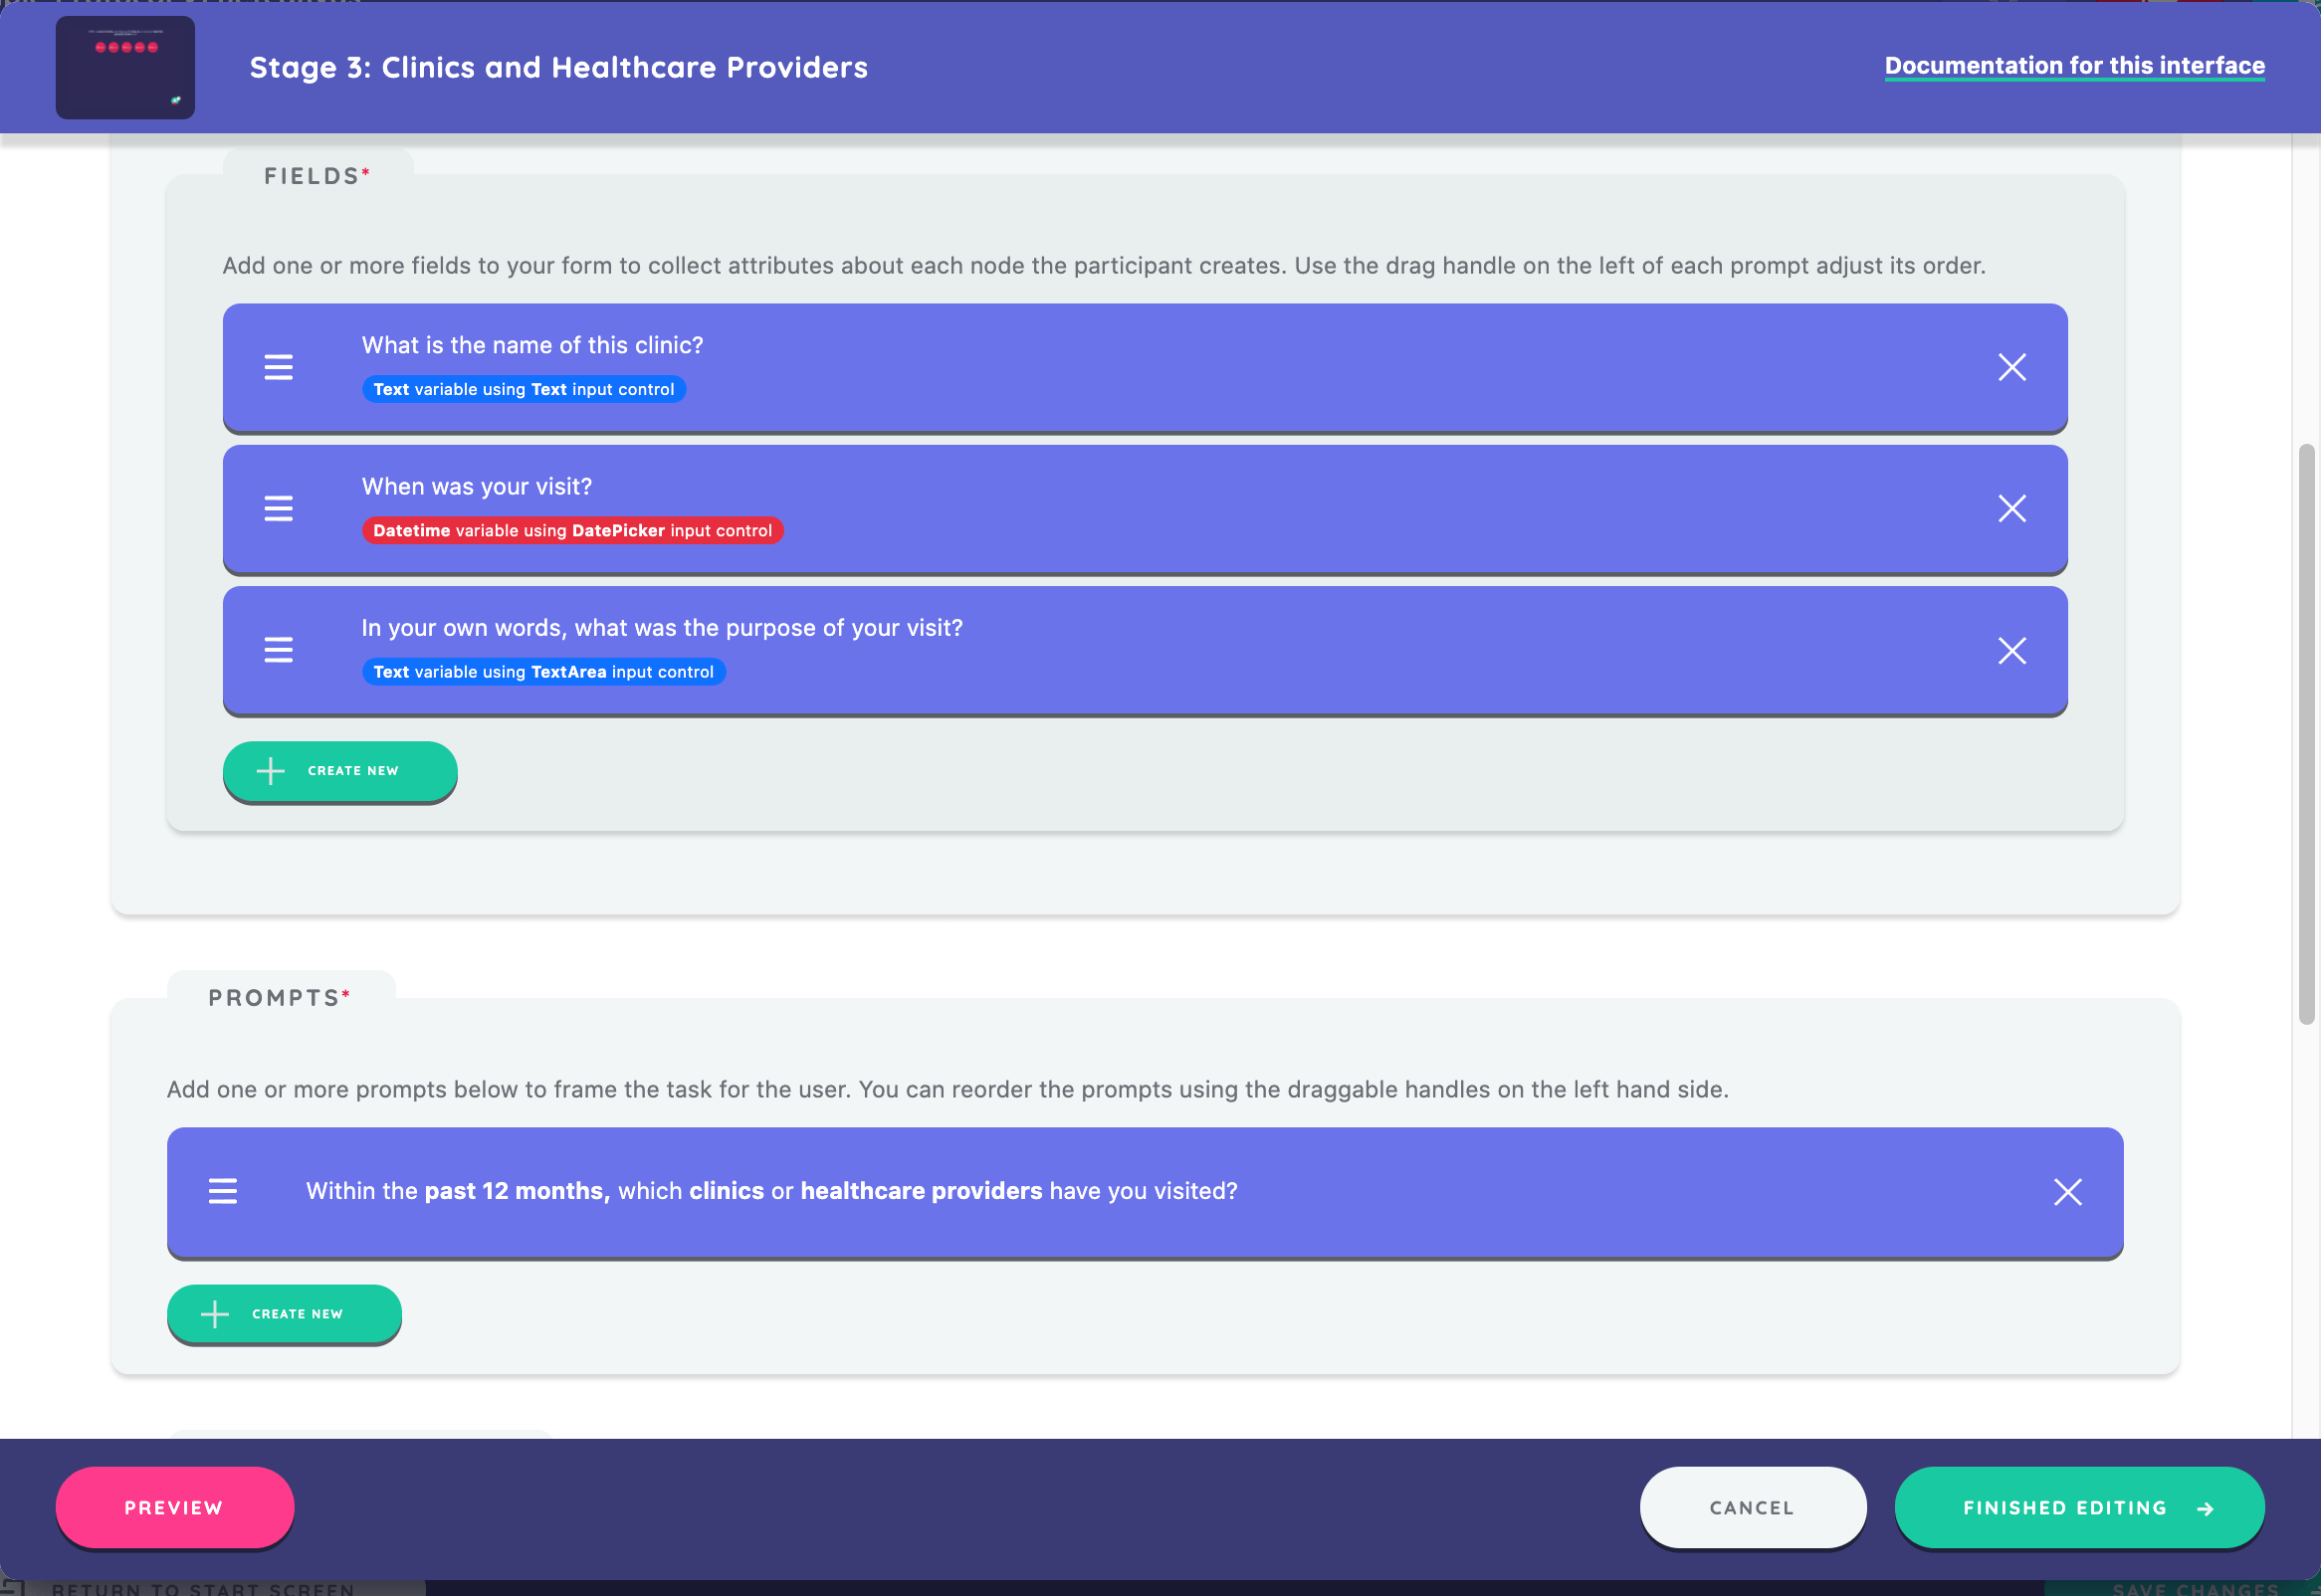 Stage 3: Clinics and Healthcare Providers
Documentation for this interface
FIELDS*
Add one or more fields to your form to collect attributes about each node the participant creates. Use the drag handle on the left of each prompt adjust its order.
What is the name of this clinic?
Text variable using Text input control
When was your visit?
Datetime variable using DatePicker input control
In your own words, what was the purpose of your visit?
Text variable using TextArea input control
CREATE NEW
PROMPTS*
Add one or more prompts below to frame the task for the user. You can reorder the prompts using the draggable handles on the left hand side.
Within the past 12 months, which clinics or healthcare providers have you visited?
CREATE NEW
PREVIEW
CANCEL
FINISHED EDITING
RETURN TO START SCREEN
SAVE CHANGES